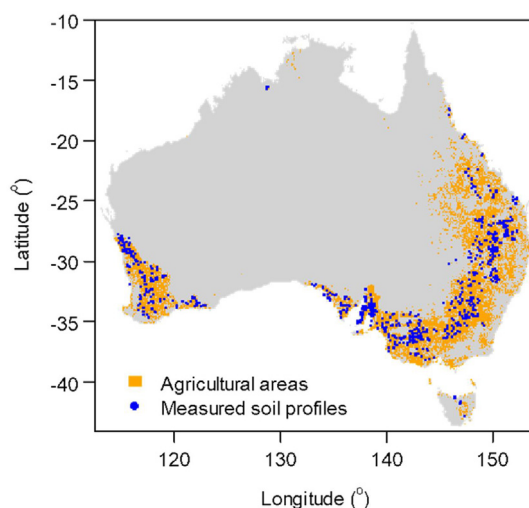 -10
-15
-20
-25
-30
-35
-40
Latitude (°)
Agricultural areas
Measured soil profiles
120 130 140 150
Longitude (°)